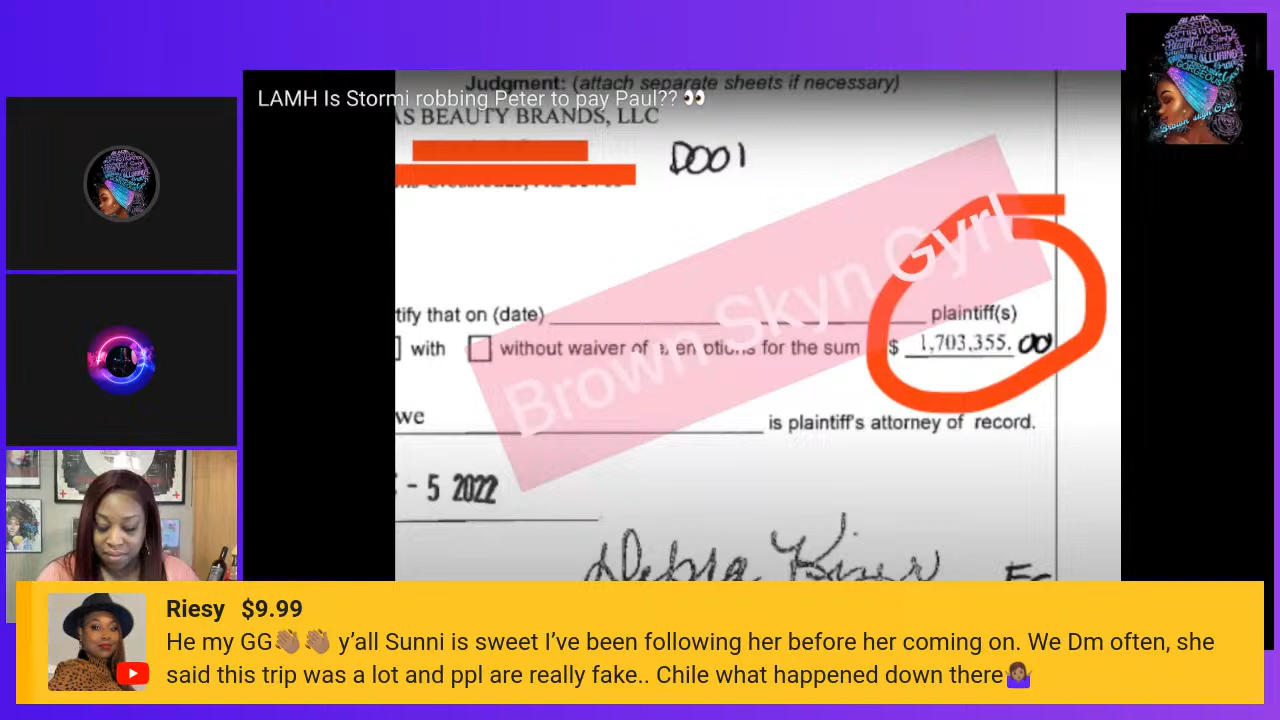 Judgment: (attach separate sheets if necessary)
LAMH Is Stormi robbing Peter to pay Paul?? 👀
AS BEAUTY BRANDS, LLC
D001
tify that on (date) plaintiff(s)
with without waiver of exemptions for the sum $ 1,703,355.00
we is plaintiff's attorney of record.
- 5 2022
Brown Skyn Gyrl
Riesy $9.99
He my GG👏🏽👏🏽 y’all Sunni is sweet I’ve been following her before her coming on. We Dm often, she
said this trip was a lot and ppl are really fake.. Chile what happened down there🤷🏽‍♀️